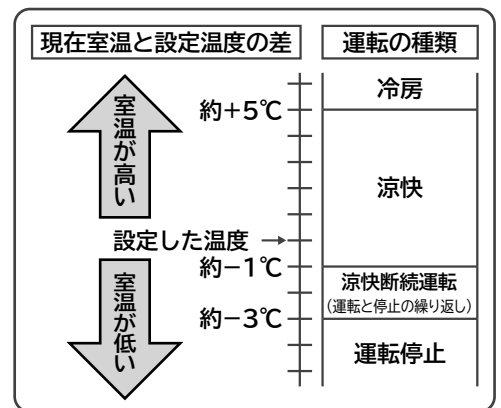 現在室温と設定温度の差
運転の種類
室温が高い
約+5℃
冷房
涼快
設定した温度→
約−1℃
涼快断続運転
(運転と停止の繰り返し)
室温が低い
約−3℃
運転停止